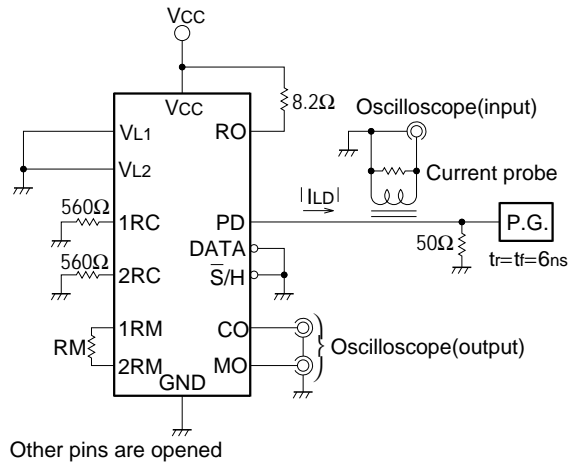 VCC
VCC
8.2Ω
RO
Oscilloscope(input)
VL1
VL2
Current probe
560Ω
1RC
|ILD|
PD
P.G.
50Ω
tr=tf=6ns
DATA
560Ω
2RC
S̅/H
1RM
CO
RM
Oscilloscope(output)
2RM
MO
GND
Other pins are opened